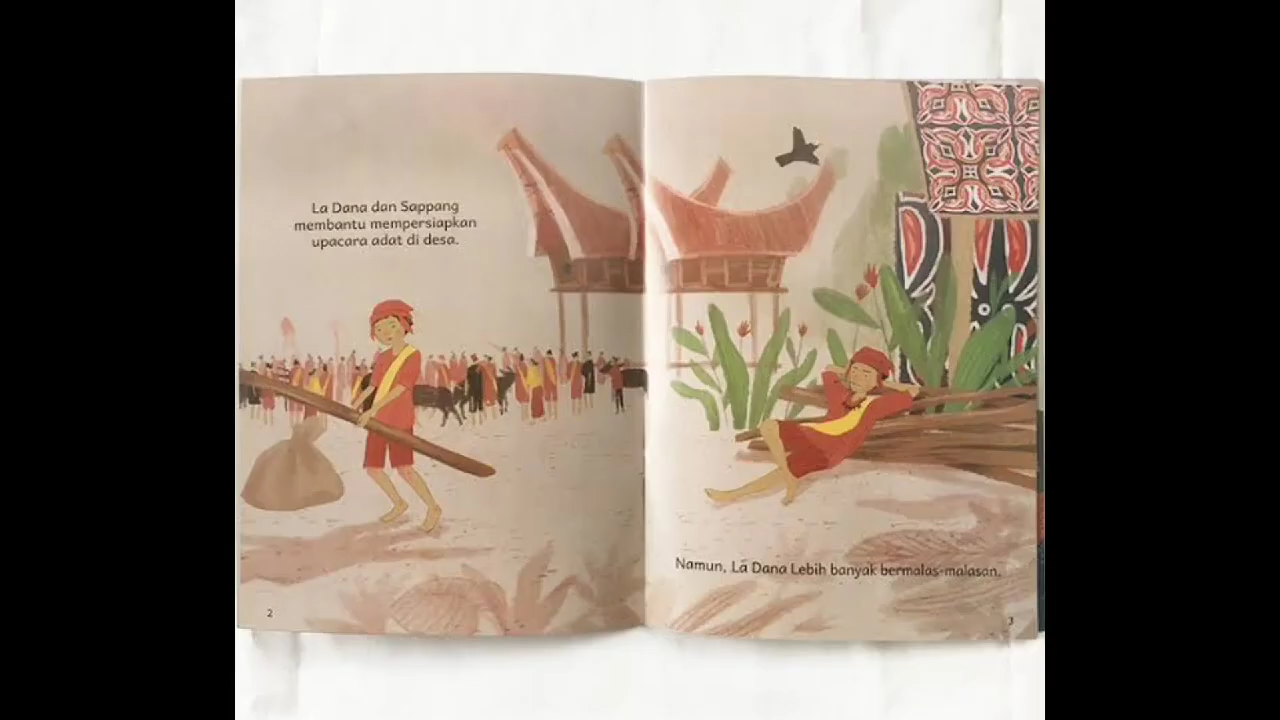 La Dana dan Sappang
membantu mempersiapkan
upacara adat di desa.
2
Namun, La Dana Lebih banyak bermalas-malasan.
3